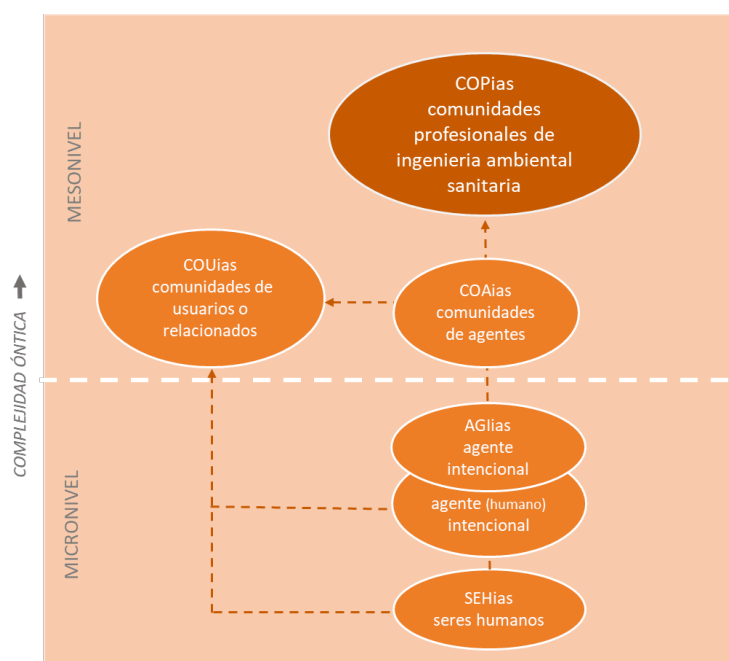 COPias
comunidades
profesionales de
ingenieria ambiental
sanitaria
MESONIVEL
COUias
comunidades de
usuarios o
relacionados
COAias
comunidades
de agentes
COMPLEJIDAD ÓNTICA
AGIias
agente
intencional
agente (humano)
intencional
MICRONIVEL
SEHias
seres humanos